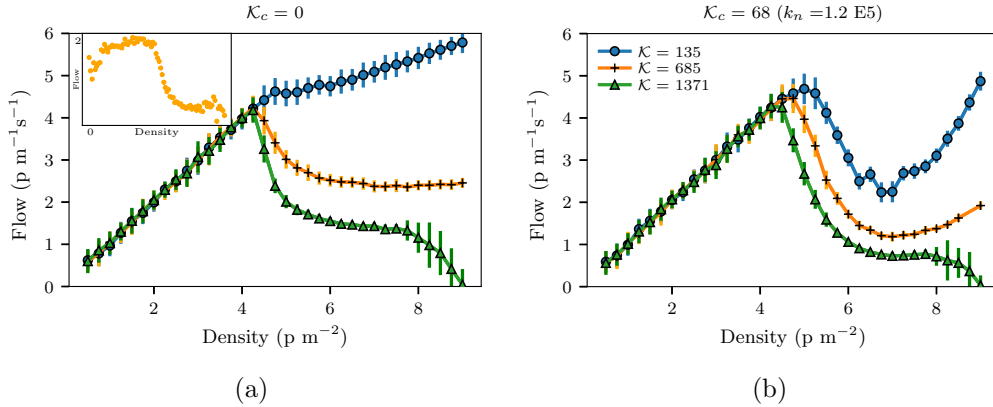 𝒦c = 0
6
5
4
3
2
1
0
Flow (p m⁻¹s⁻¹)
2
Flow
0
Density
2
4
6
8
Density (p m⁻²)
(a)
𝒦c = 68 (kn =1.2 E5)
6
5
4
3
2
1
0
Flow (p m⁻¹s⁻¹)
𝒦 = 135
𝒦 = 685
𝒦 = 1371
2
4
6
8
Density (p m⁻²)
(b)